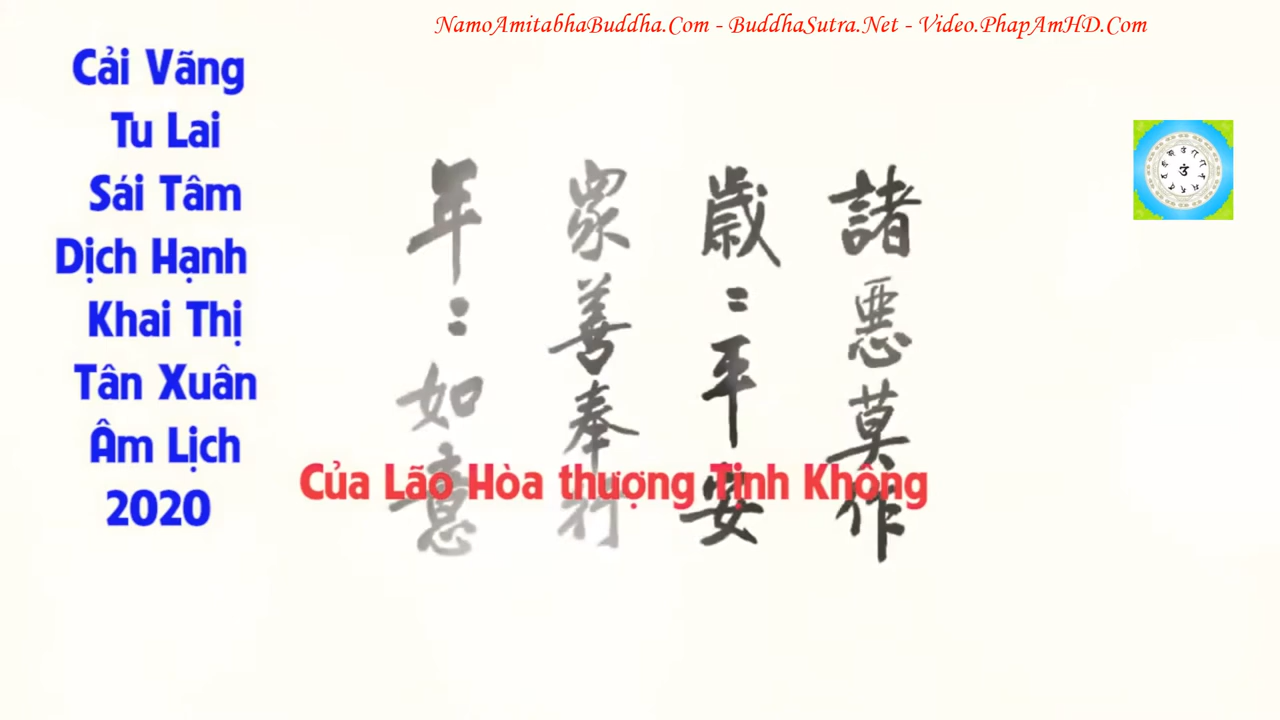 NamoAmitabhaBuddha.Com - BuddhaSutra.Net - Video.PhapAmHD.Com
Cải Vãng
Tu Lai
Sái Tâm
Dịch Hạnh
Khai Thị
Tân Xuân
Âm Lịch
2020
諸惡莫作
歲〻平安
眾善奉行
年〻如意
Của Lão Hòa thượng Tịnh Không